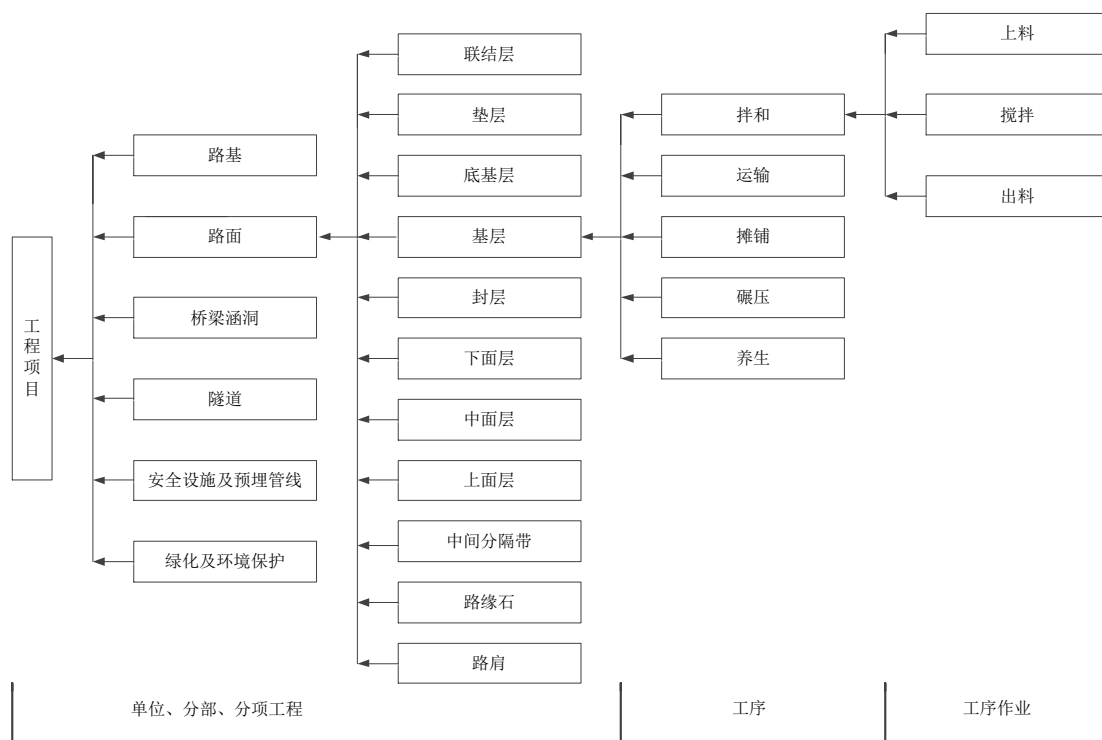 工程项目
路基
路面
桥梁涵洞
隧道
安全设施及预埋管线
绿化及环境保护
联结层
垫层
底基层
基层
封层
下面层
中面层
上面层
中间分隔带
路缘石
路肩
拌和
运输
摊铺
碾压
养生
上料
搅拌
出料
单位、分部、分项工程
工序
工序作业